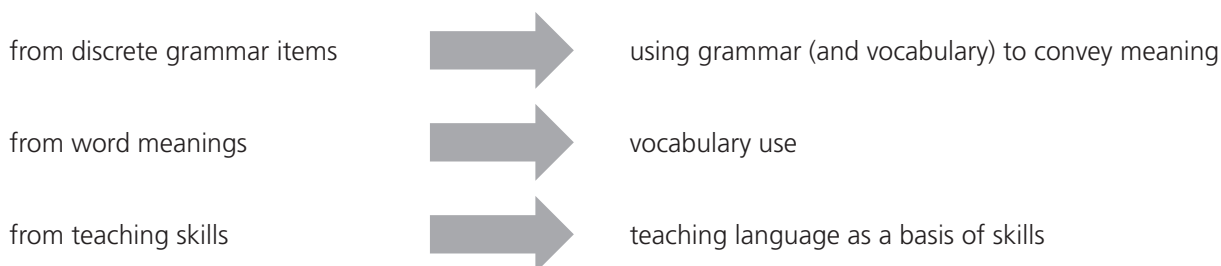 from discrete grammar items using grammar (and vocabulary) to convey meaning
from word meanings vocabulary use
from teaching skills teaching language as a basis of skills